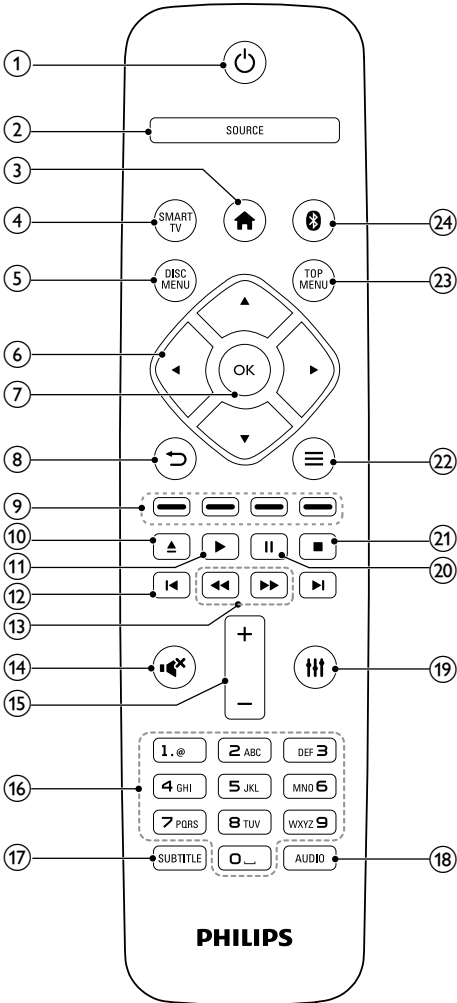 1
2 SOURCE
3
4 SMART TV 24
5 DISC MENU TOP MENU 23
6
7 OK
8 22
9
10 21
11 20
12
13
+
14 19
15
−
1.@ 2 ABC DEF 3
16 4 GHI 5 JKL MNO 6
7 PQRS 8 TUV WXYZ 9
17 SUBTITLE 0 AUDIO 18
PHILIPS